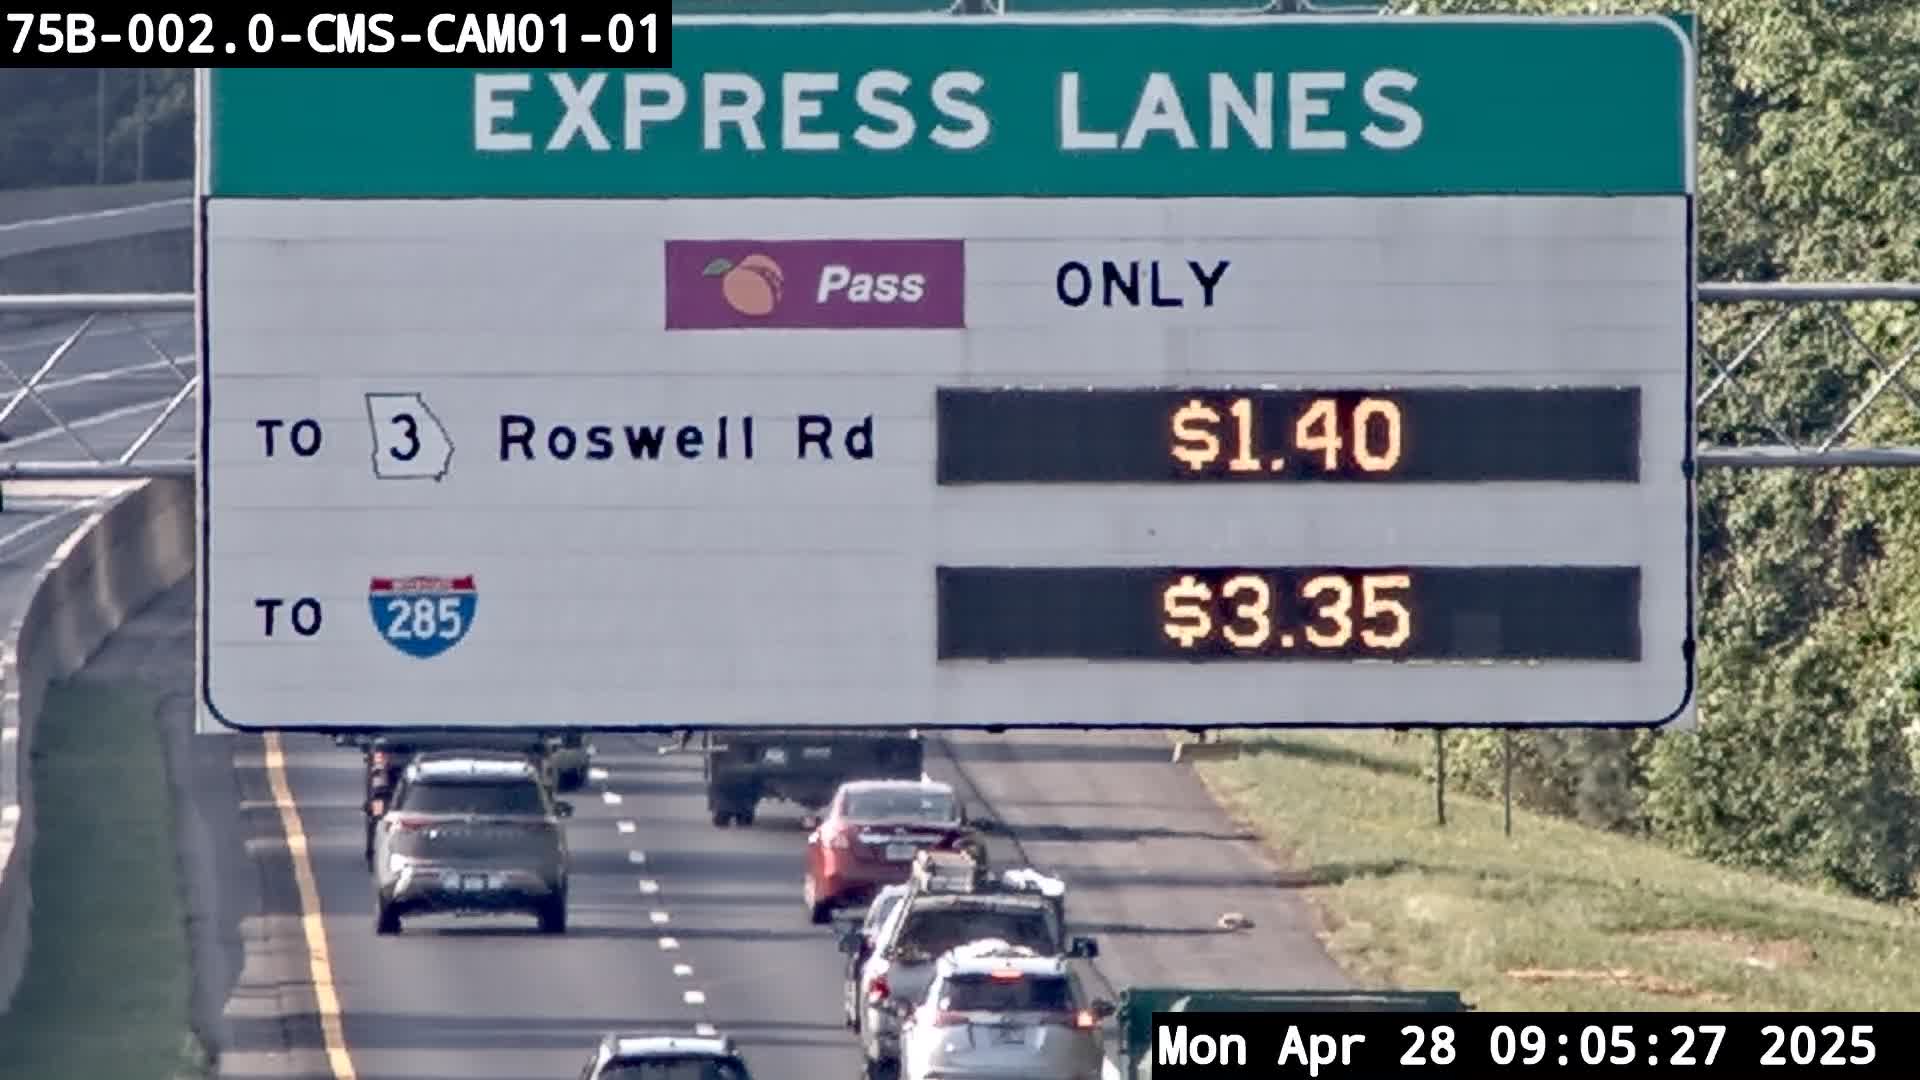 75B-002.0-CMS-CAM01-01
EXPRESS LANES
Pass ONLY
TO 3 Roswell Rd $1.40
TO 285 $3.35
Mon Apr 28 09:05:27 2025